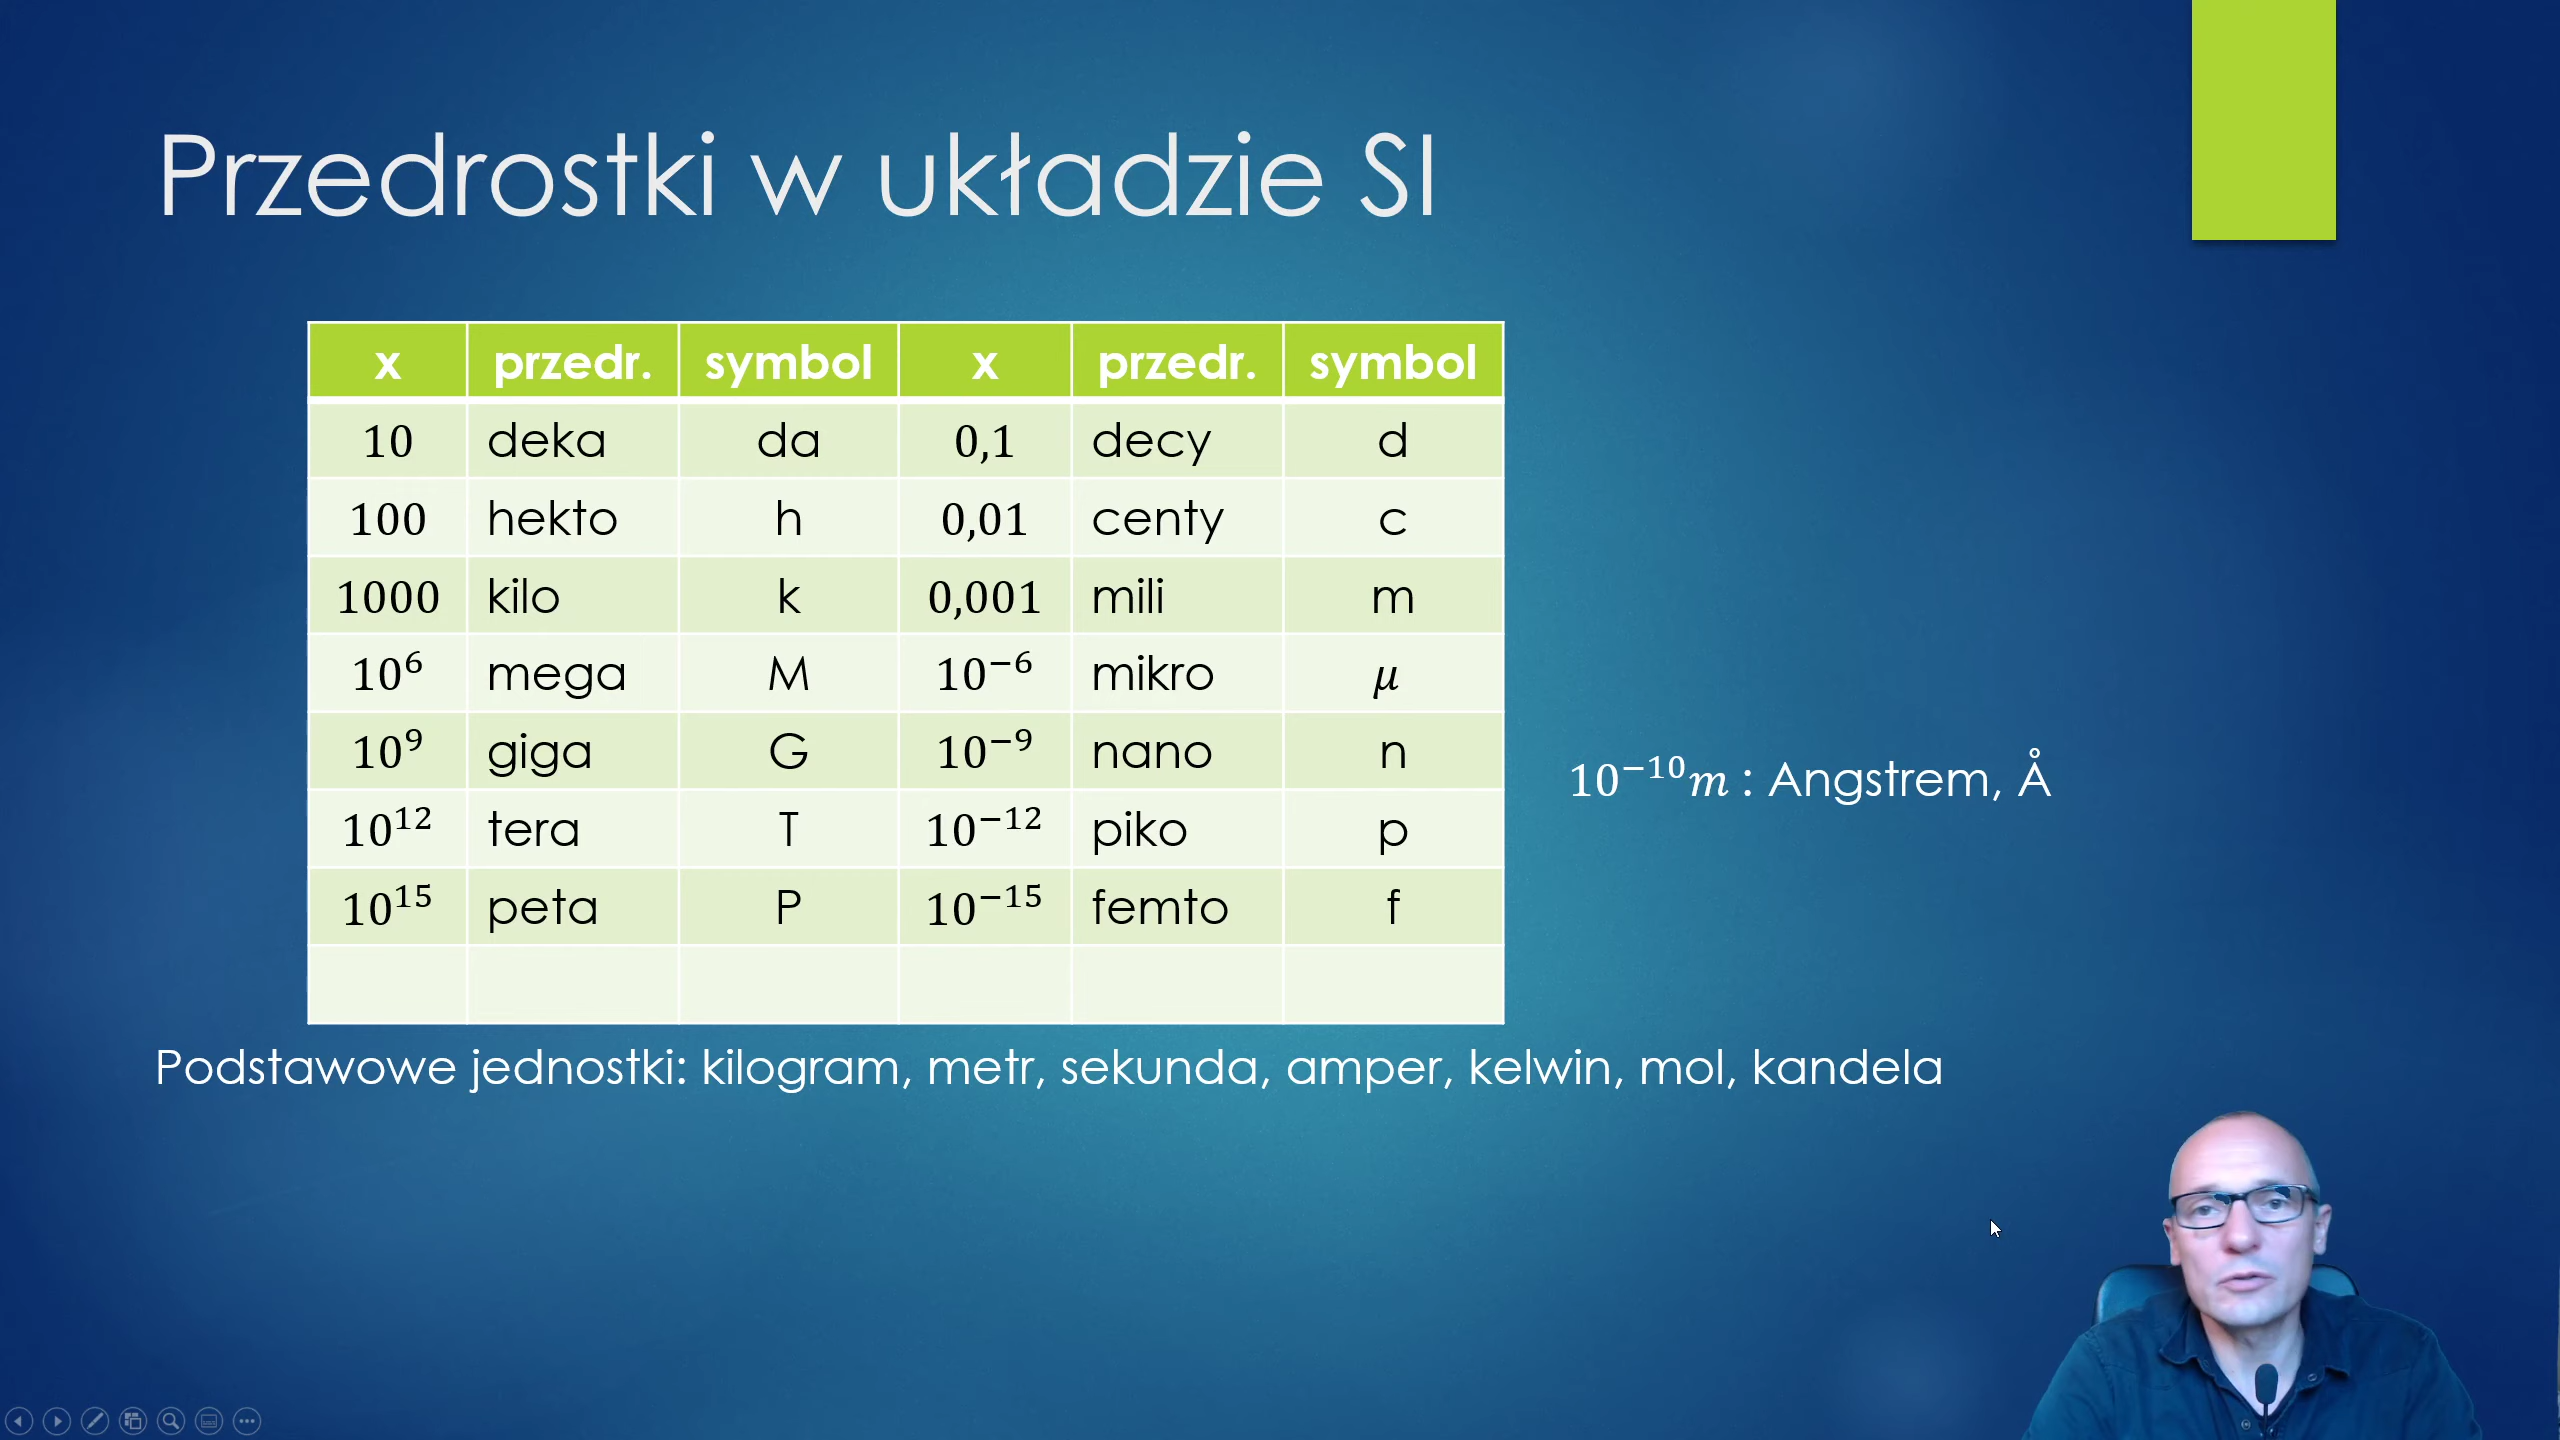 Przedrostki w układzie SI
x przedr. symbol x przedr. symbol
10 deka da 0,1 decy d
100 hekto h 0,01 centy c
1000 kilo k 0,001 mili m
10⁶ mega M 10⁻⁶ mikro μ
10⁹ giga G 10⁻⁹ nano n
10⁻¹⁰m : Angstrem, Å
10¹² tera T 10⁻¹² piko p
10¹⁵ peta P 10⁻¹⁵ femto f
Podstawowe jednostki: kilogram, metr, sekunda, amper, kelwin, mol, kandela